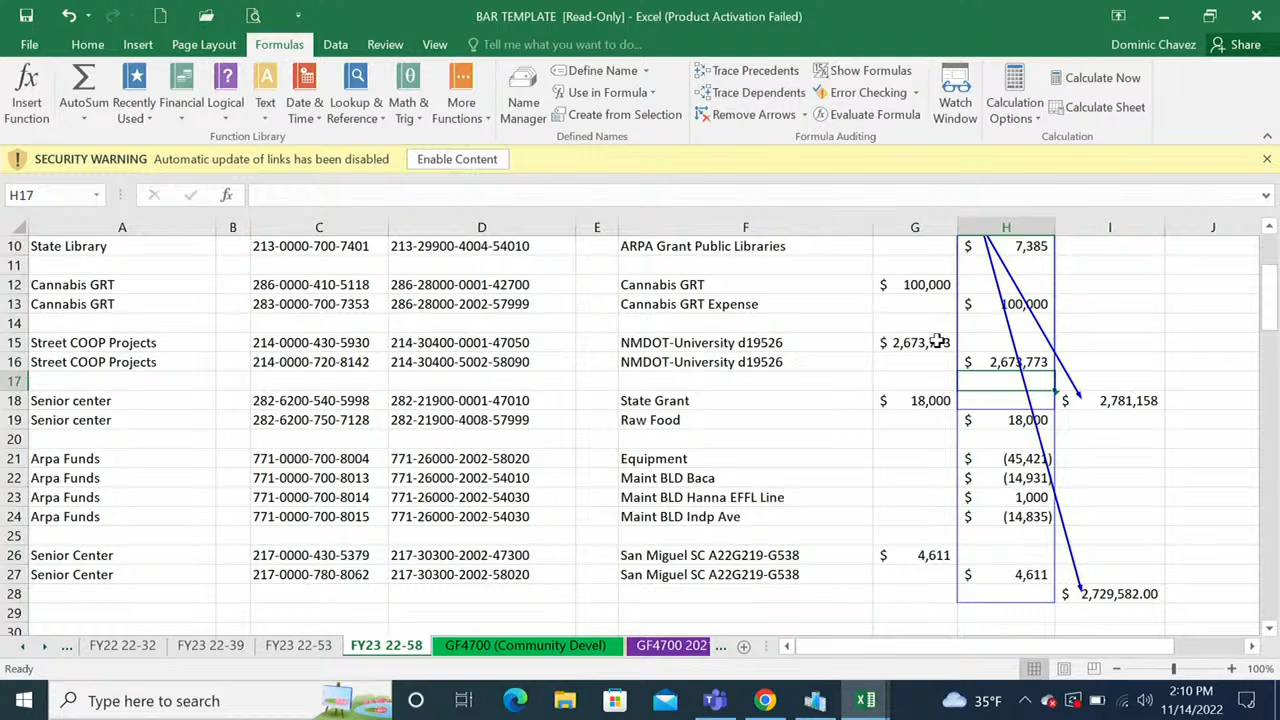 BAR TEMPLATE [Read-Only] - Excel (Product Activation Failed)
File Home Insert Page Layout Formulas Data Review View Tell me what you want to do... Dominic Chavez Share
Insert Function AutoSum Recently Used Financial Logical Text Date & Time Lookup & Reference Math & Trig More Functions
Name Manager Define Name Use in Formula Create from Selection
Trace Precedents Trace Dependents Remove Arrows Show Formulas Error Checking Evaluate Formula Watch Window
Calculation Options Calculate Now Calculate Sheet
Function Library Defined Names Formula Auditing Calculation
SECURITY WARNING Automatic update of links has been disabled Enable Content
H17 fx
A B C D E F G H I J
10 State Library 213-0000-700-7401 213-29900-4004-54010 ARPA Grant Public Libraries $ 7,385
11
12 Cannabis GRT 286-0000-410-5118 286-28000-0001-42700 Cannabis GRT $ 100,000
13 Cannabis GRT 283-0000-700-7353 286-28000-2002-57999 Cannabis GRT Expense $ 100,000
14
15 Street COOP Projects 214-0000-430-5930 214-30400-0001-47050 NMDOT-University d19526 $
16 Street COOP Projects 214-0000-720-8142 214-30400-5002-58090 NMDOT-University d19526 $ 2,673,773
17
18 Senior center 282-6200-540-5998 282-21900-0001-47010 State Grant $ 18,000 $ 2,781,158
19 Senior center 282-6200-750-7128 282-21900-4008-57999 Raw Food $ 18,000
20
21 Arpa Funds 771-0000-700-8004 771-26000-2002-58020 Equipment $ (45,421)
22 Arpa Funds 771-0000-700-8013 771-26000-2002-54010 Maint BLD Baca $ (14,931)
23 Arpa Funds 771-0000-700-8014 771-26000-2002-54030 Maint BLD Hanna EFFL Line $ 1,000
24 Arpa Funds 771-0000-700-8015 771-26000-2002-54030 Maint BLD Indp Ave $ (14,835)
25
26 Senior Center 217-0000-430-5379 217-30300-2002-47300 San Miguel SC A22G219-G538 $ 4,611
27 Senior Center 217-0000-780-8062 217-30300-2002-58020 San Miguel SC A22G219-G538 $ 4,611
28 $ 2,729,582.00
29
30
... FY22 22-32 FY23 22-39 FY23 22-53 FY23 22-58 GF4700 (Community Devel) GF4700 202 ...
Ready 100%
Type here to search 35°F 2:10 PM
11/14/2022